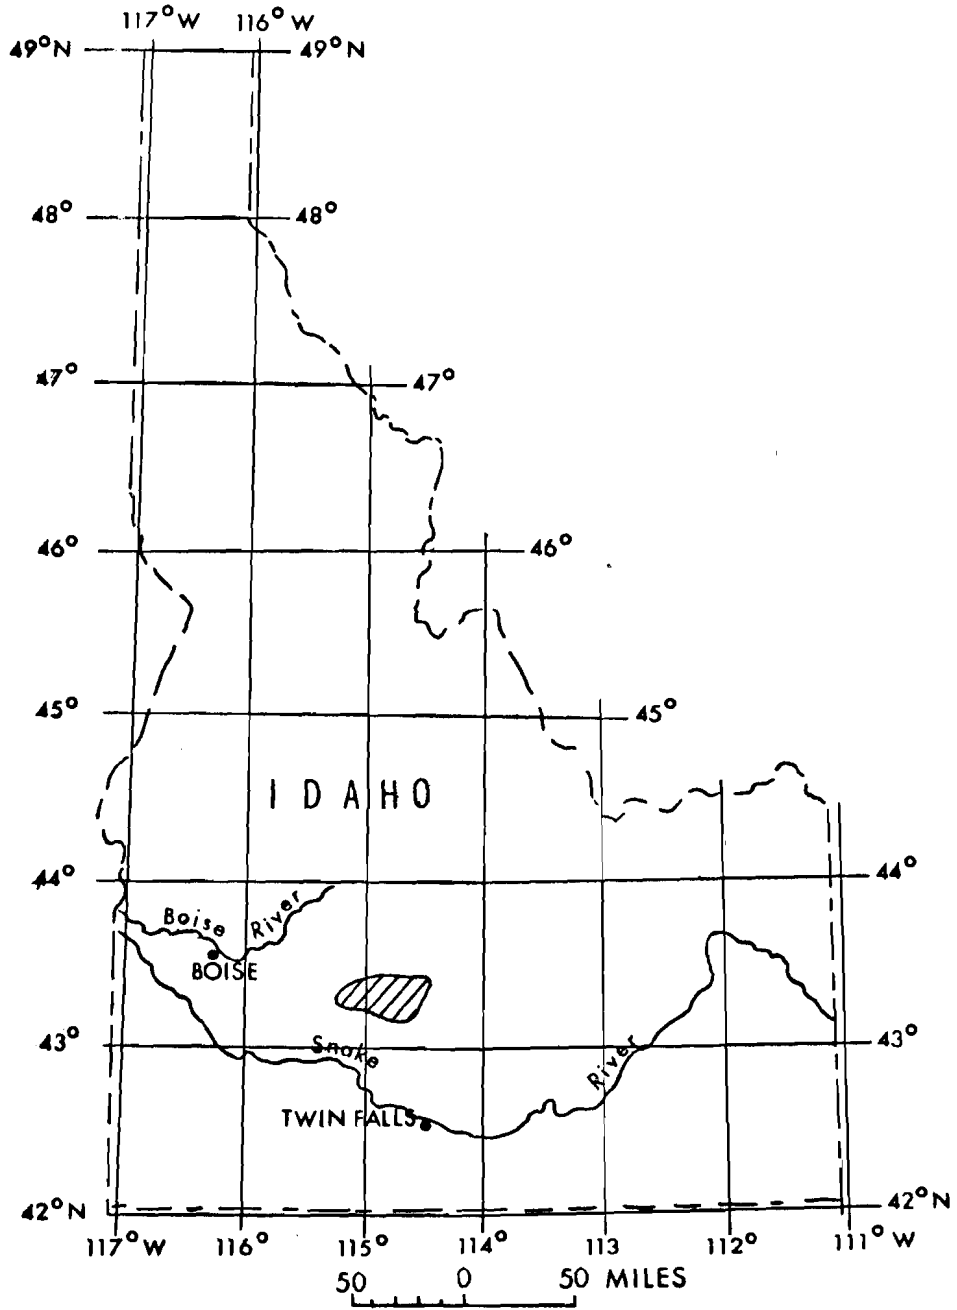 117°W 116°W
49°N 49°N
48° 48°
47° 47°
46° 46°
45° 45°
IDAHO
44° 44°
Boise River
BOISE
43° 43°
Snake River
TWIN FALLS
42°N 42°N
117°W 116° 115° 114° 113 112° 111°W
50 0 50 MILES